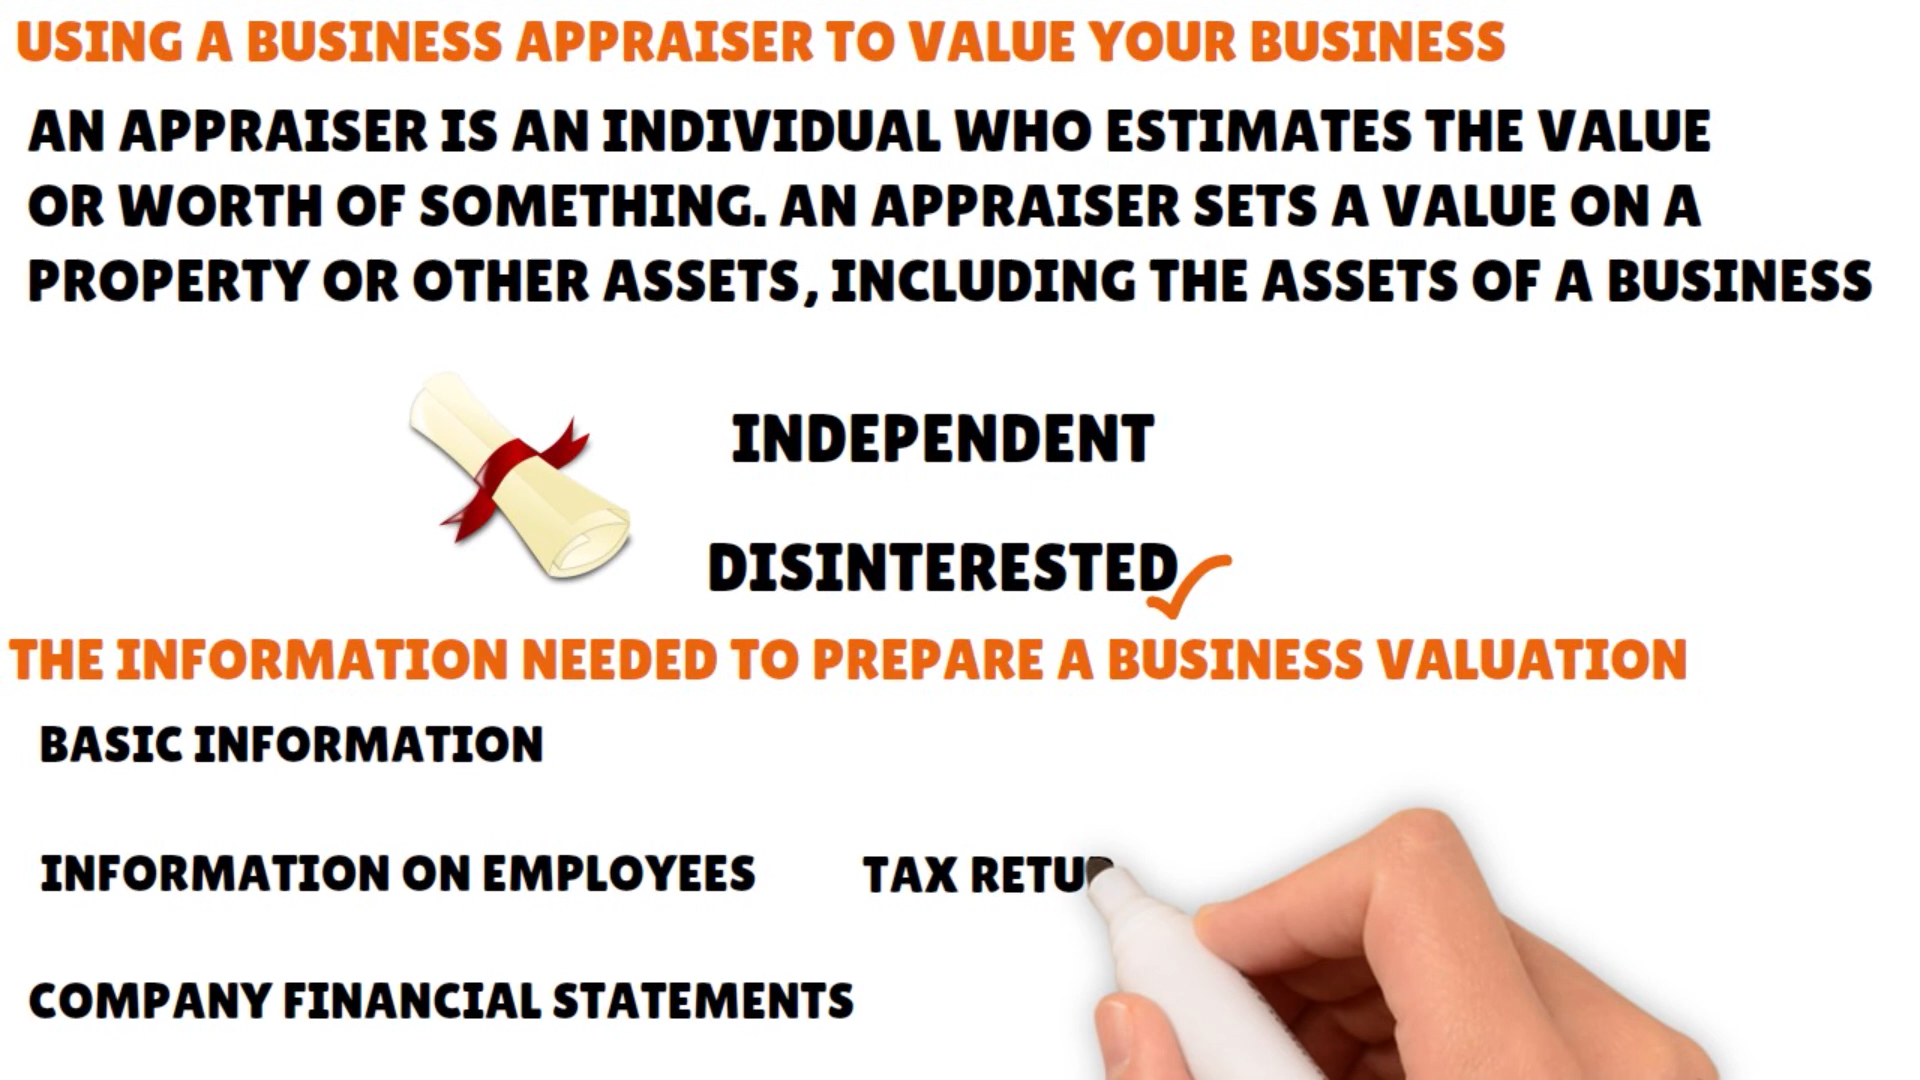 USING A BUSINESS APPRAISER TO VALUE YOUR BUSINESS
AN APPRAISER IS AN INDIVIDUAL WHO ESTIMATES THE VALUE
OR WORTH OF SOMETHING. AN APPRAISER SETS A VALUE ON A
PROPERTY OR OTHER ASSETS, INCLUDING THE ASSETS OF A BUSINESS
INDEPENDENT
DISINTERESTED
THE INFORMATION NEEDED TO PREPARE A BUSINESS VALUATION
BASIC INFORMATION
INFORMATION ON EMPLOYEES TAX
COMPANY FINANCIAL STATEMENTS